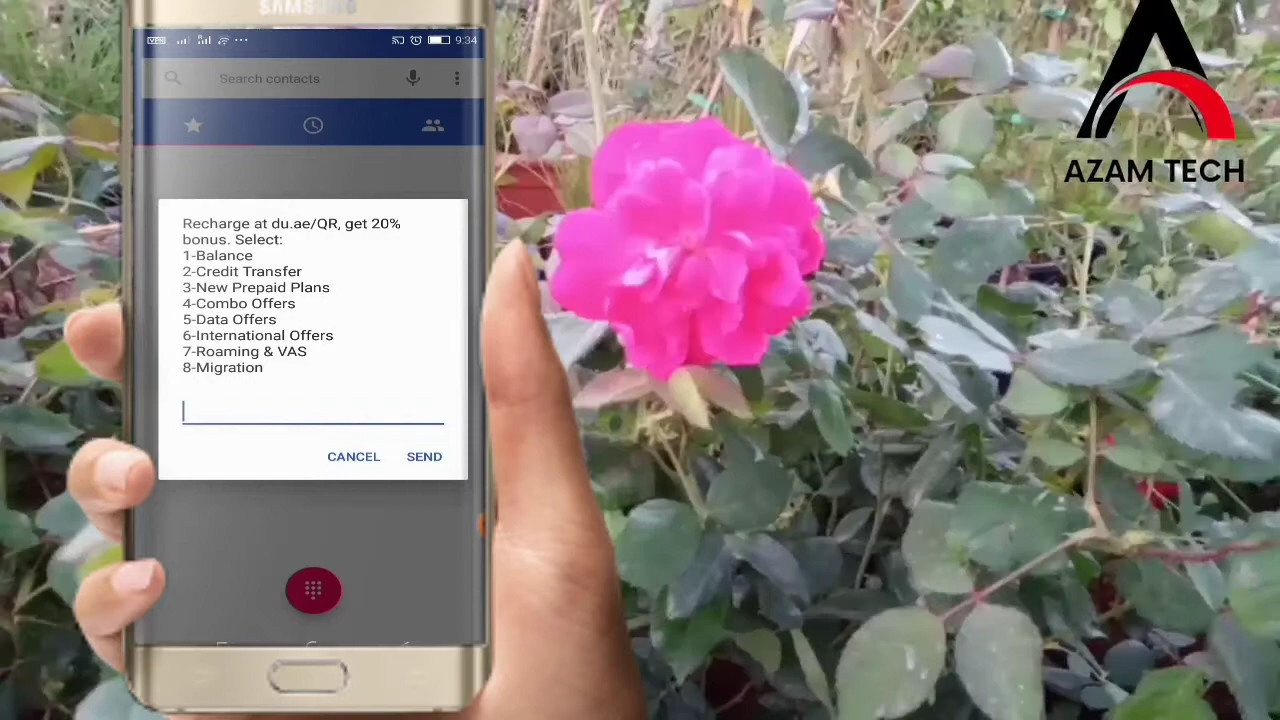 SAMSUNG
VPN
9:34
Search contacts
Recharge at du.ae/QR, get 20%
bonus. Select:
1-Balance
2-Credit Transfer
3-New Prepaid Plans
4-Combo Offers
5-Data Offers
6-International Offers
7-Roaming & VAS
8-Migration
CANCEL
SEND
AZAM TECH